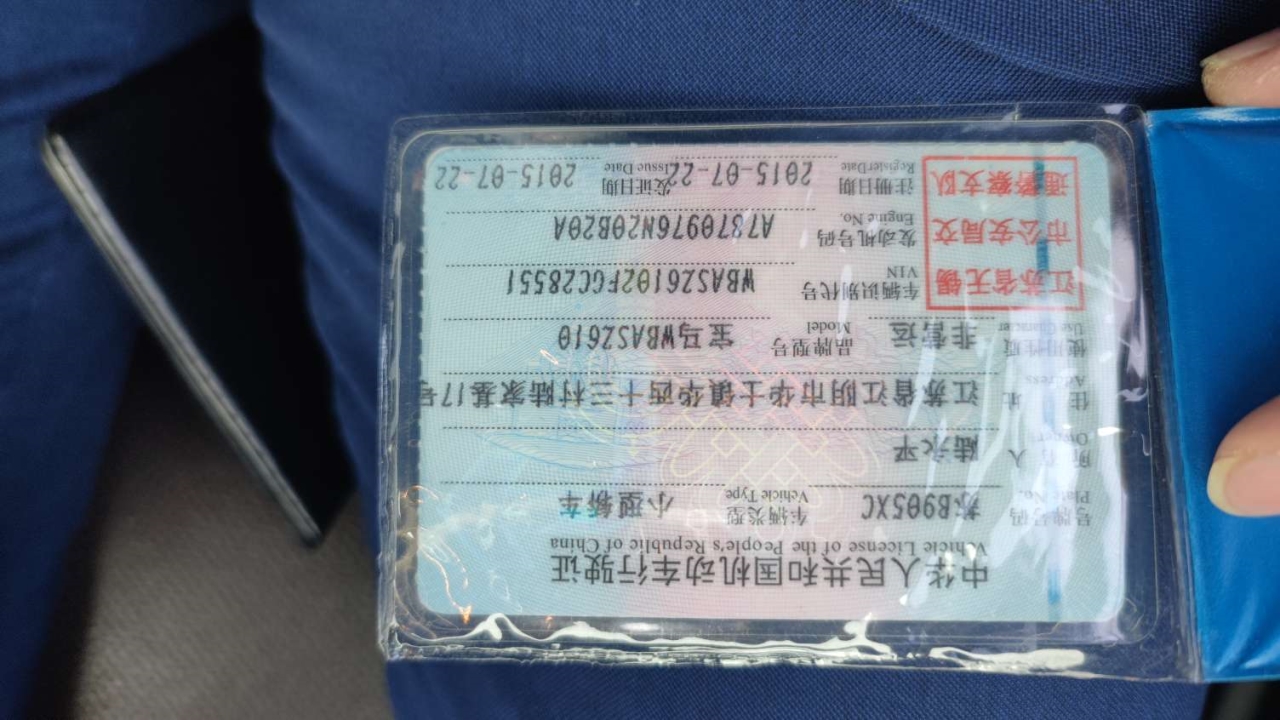 中华人民共和国机动车行驶证
Vehicle License of the People's Republic of China
号牌号码 苏B905XC 车辆类型 小型轿车
Plate No. Vehicle Type
所有人 陆永平
Owner
住址 江苏省江阴市华士镇华西十三村陆家基17号
Address
使用性质 非营运 品牌型号 宝马WBASZ610
Use Character Model
江苏省无锡
市公安局交
通警察支队
车辆识别代号 WBASZ6102FGC28551
VIN
发动机号码 A7870976N20B20A
Engine No.
注册日期 2015-07-22 发证日期 2015-07-22
Register Date Issue Date